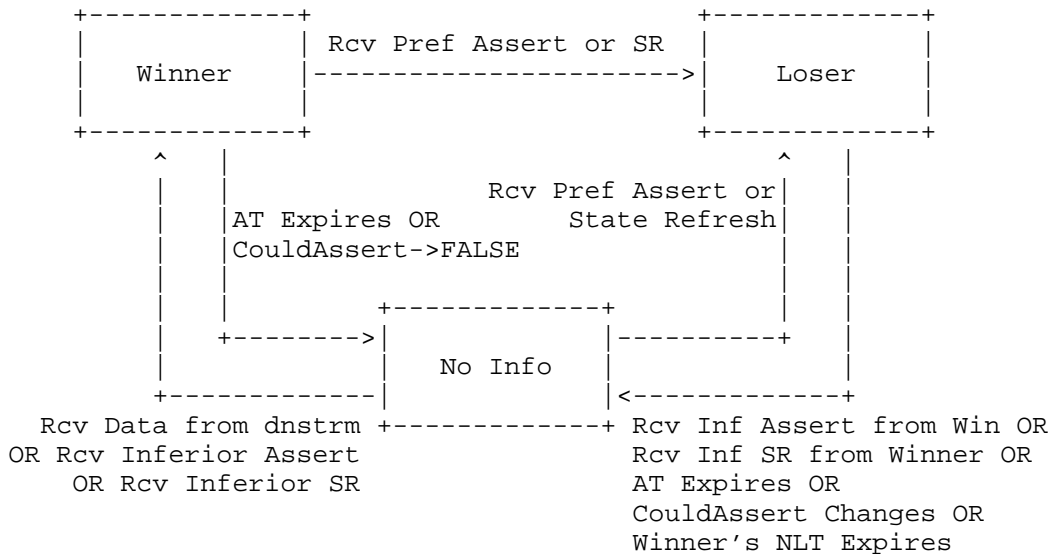 Rcv Pref Assert or SR
Winner
Loser
Rcv Pref Assert or
AT Expires OR
State Refresh
CouldAssert->FALSE
No Info
Rcv Data from dnstrm
Rcv Inf Assert from Win OR
OR Rcv Inferior Assert
Rcv Inf SR from Winner OR
OR Rcv Inferior SR
AT Expires OR
CouldAssert Changes OR
Winner's NLT Expires